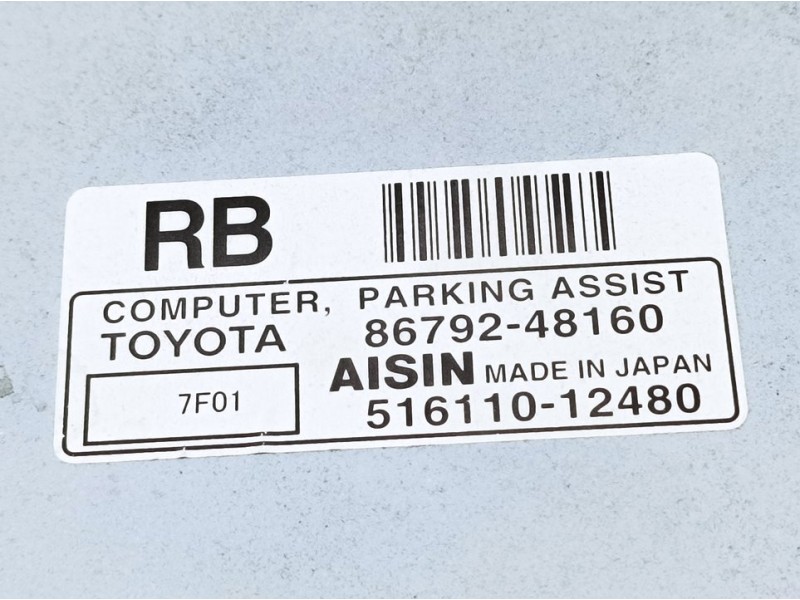 RB
COMPUTER, PARKING ASSIST
TOYOTA 86792-48160
AISIN MADE IN JAPAN
7F01
516110-12480